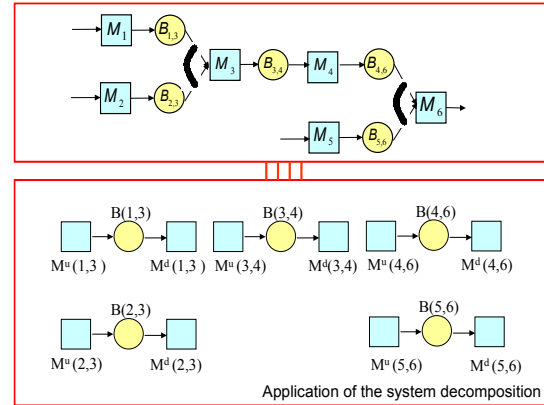 M1 B1,3
M3 B3,4 M4 B4,6
M2 B2,3 M6
M5 B5,6
B(1,3) B(3,4) B(4,6)
Mu(1,3 ) Md(1,3 ) Mu(3,4) Md(3,4) Mu(4,6) Md(4,6)
B(2,3) B(5,6)
Mu(2,3) Md(2,3) Mu(5,6) Md(5,6)
Application of the system decomposition